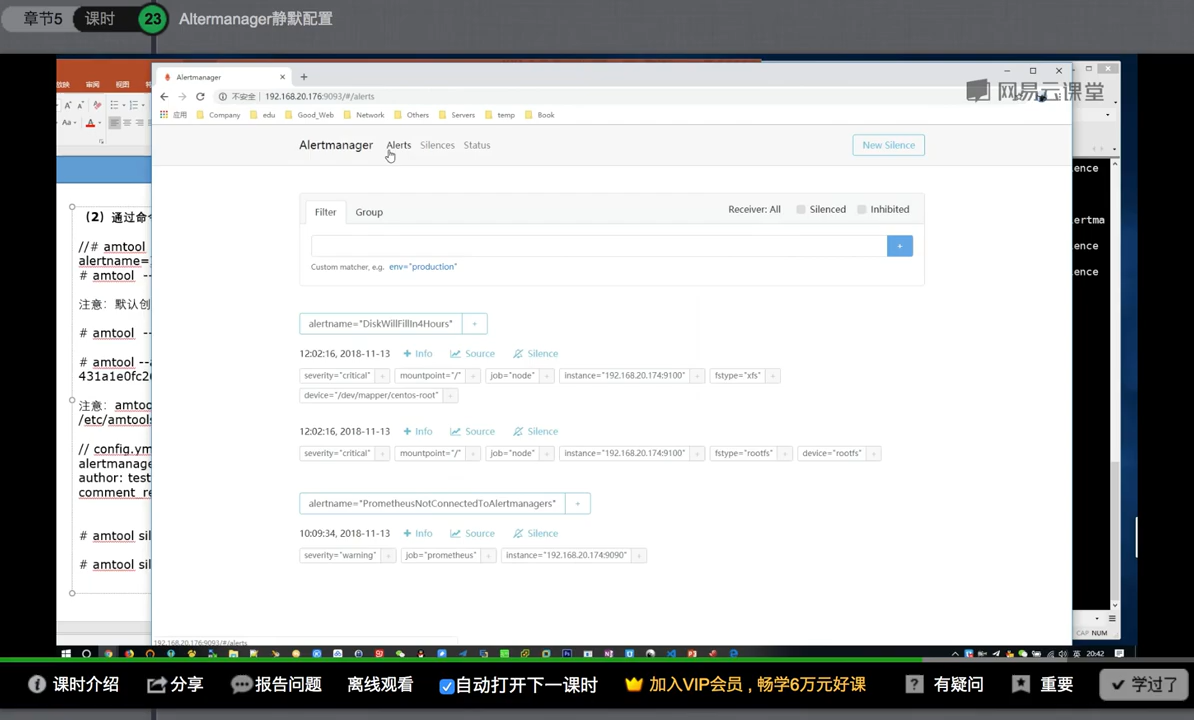 章节5 课时 23 Altermanager静默配置
Alertmanager
网易云课堂
不安全 192.168.20.176:9093/#/alerts
应用 Company edu Good_Web Network Others Servers temp Book
审阅 视图
Alertmanager Alerts Silences Status New Silence
Filter Group Receiver: All Silenced Inhibited
+
Custom matcher, e.g. env="production"
alertname="DiskWillFillIn4Hours" +
12:02:16, 2018-11-13 + Info Source Silence
severity="critical" + mountpoint="/" + job="node" + instance="192.168.20.174:9100" + fstype="xfs" +
device="/dev/mapper/centos-root" +
12:02:16, 2018-11-13 + Info Source Silence
severity="critical" + mountpoint="/" + job="node" + instance="192.168.20.174:9100" + fstype="rootfs" + device="rootfs" +
alertname="PrometheusNotConnectedToAlertmanagers" +
10:09:34, 2018-11-13 + Info Source Silence
severity="warning" + job="prometheus" + instance="192.168.20.174:9090" +
192.168.20.176:9093/#/alerts
（2）通过命
//# amtool
alertname=
# amtool --
注意：默认创
# amtool --
# amtool --a
431a1e0fc2
注意：amtoo
/etc/amtools
// config.ym
alertmanage
author: test
comment_re
# amtool sil
# amtool sil
ence
ertma
ence
ence
CAP NUM
英 20:42
课时介绍 分享 报告问题 离线观看 自动打开下一课时 加入VIP会员，畅学6万元好课 ? 有疑问 重要 学过了